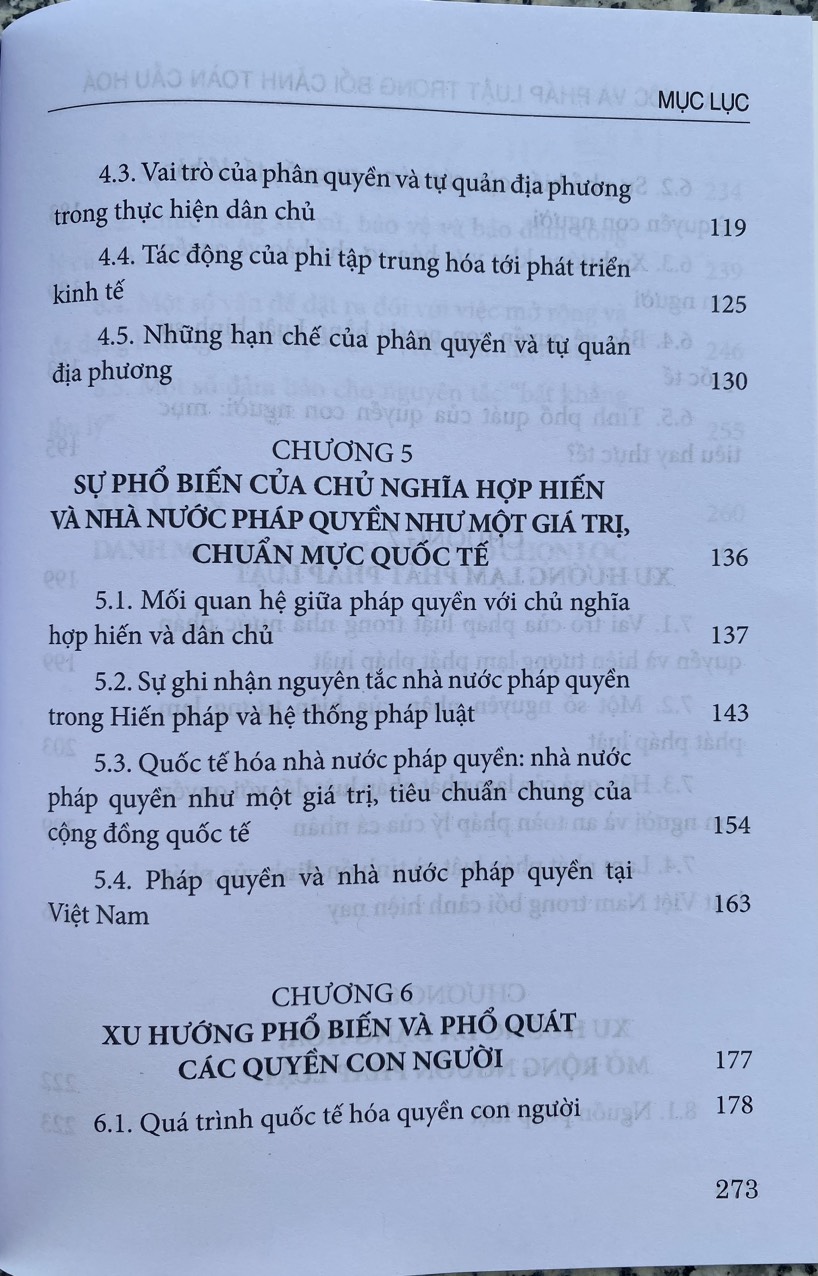 MỤC LỤC
4.3. Vai trò của phân quyền và tự quản địa phương
trong thực hiện dân chủ 119
4.4. Tác động của phi tập trung hóa tới phát triển
kinh tế 125
4.5. Những hạn chế của phân quyền và tự quản
địa phương 130
CHƯƠNG 5
SỰ PHỔ BIẾN CỦA CHỦ NGHĨA HỢP HIẾN
VÀ NHÀ NƯỚC PHÁP QUYỀN NHƯ MỘT GIÁ TRỊ,
CHUẨN MỰC QUỐC TẾ 136
5.1. Mối quan hệ giữa pháp quyền với chủ nghĩa
hợp hiến và dân chủ 137
5.2. Sự ghi nhận nguyên tắc nhà nước pháp quyền
trong Hiến pháp và hệ thống pháp luật 143
5.3. Quốc tế hóa nhà nước pháp quyền: nhà nước
pháp quyền như một giá trị, tiêu chuẩn chung của
cộng đồng quốc tế 154
5.4. Pháp quyền và nhà nước pháp quyền tại
Việt Nam 163
CHƯƠNG 6
XU HƯỚNG PHỔ BIẾN VÀ PHỔ QUÁT
CÁC QUYỀN CON NGƯỜI 177
6.1. Quá trình quốc tế hóa quyền con người 178
273